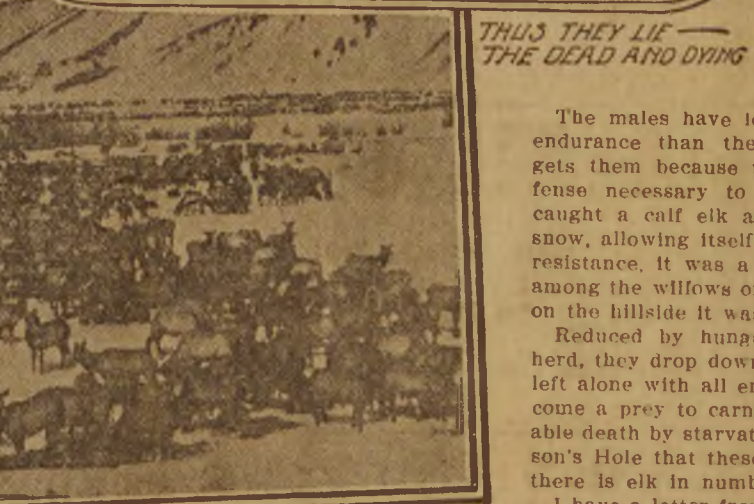 THUS THEY LIE —
THE DEAD AND DYING
The males have
endurance than the
gets them because
fense necessary to
caught a calf elk a
snow, allowing itself
resistance, it was a
among the willows o
on the hillside it wa
Reduced by hung
herd, they drop dow
left alone with all e
come a prey to carn
able death by starvat
son's Hole that thes
there is elk in numb
I have a letter